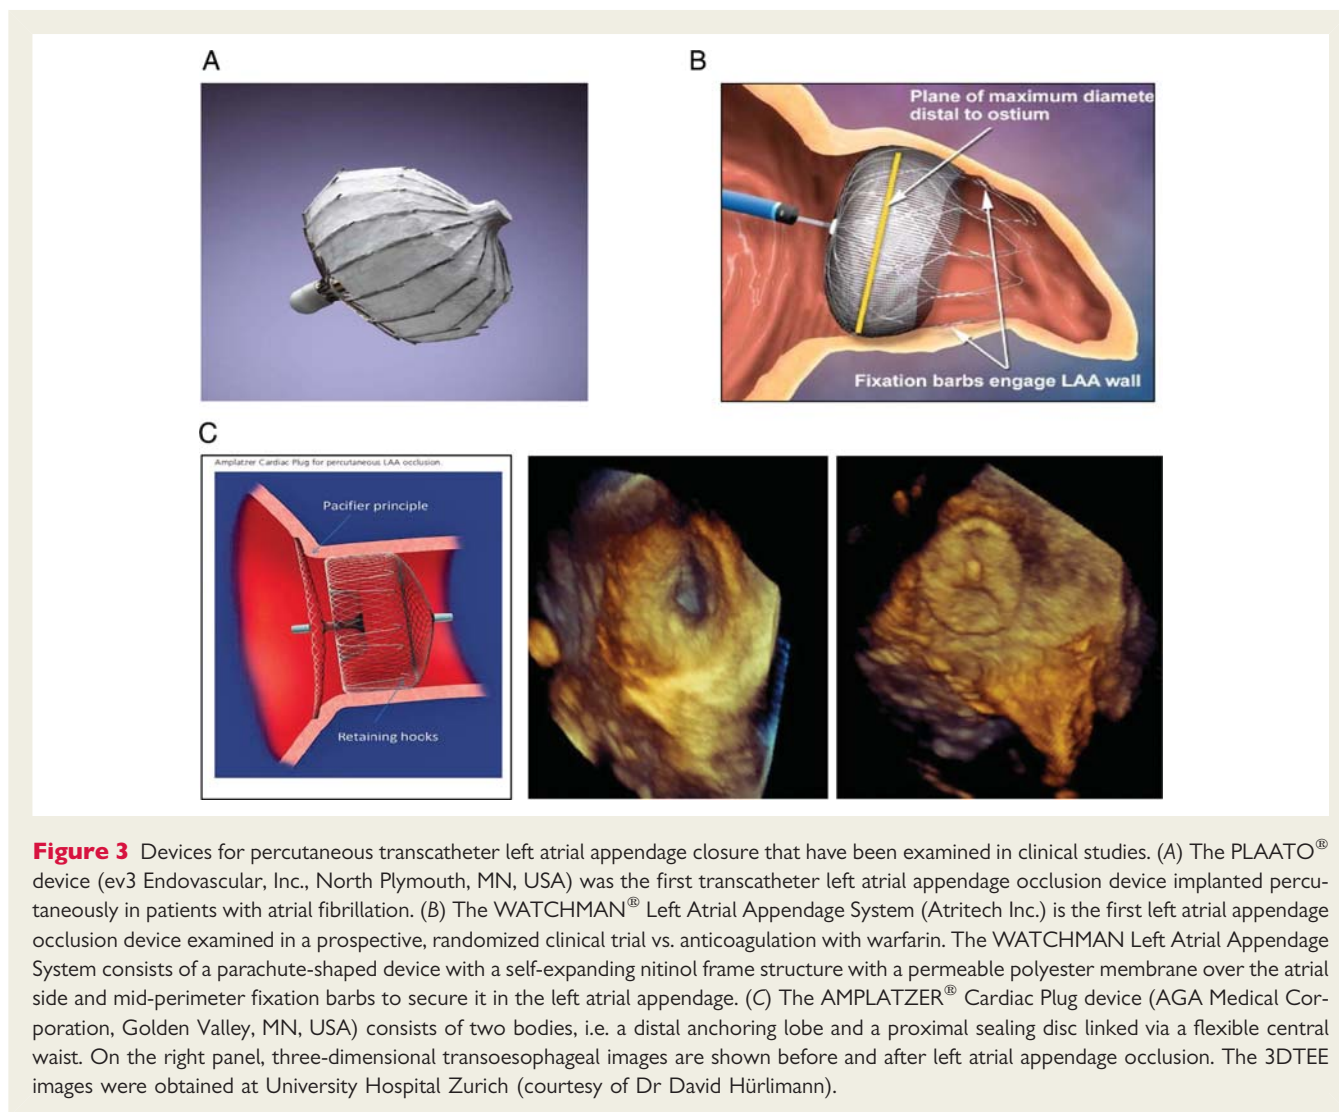 A
B
Plane of maximum diamete
distal to ostium
Fixation barbs engage LAA wall
C
Amplatzer Cardiac Plug for percutaneous LAA occlusion.
Pacifier principle
Retaining hooks
Figure 3 Devices for percutaneous transcatheter left atrial appendage closure that have been examined in clinical studies. (A) The PLAATO®
device (ev3 Endovascular, Inc., North Plymouth, MN, USA) was the first transcatheter left atrial appendage occlusion device implanted percu-
taneously in patients with atrial fibrillation. (B) The WATCHMAN® Left Atrial Appendage System (Atritech Inc.) is the first left atrial appendage
occlusion device examined in a prospective, randomized clinical trial vs. anticoagulation with warfarin. The WATCHMAN Left Atrial Appendage
System consists of a parachute-shaped device with a self-expanding nitinol frame structure with a permeable polyester membrane over the atrial
side and mid-perimeter fixation barbs to secure it in the left atrial appendage. (C) The AMPLATZER® Cardiac Plug device (AGA Medical Cor-
poration, Golden Valley, MN, USA) consists of two bodies, i.e. a distal anchoring lobe and a proximal sealing disc linked via a flexible central
waist. On the right panel, three-dimensional transoesophageal images are shown before and after left atrial appendage occlusion. The 3DTEE
images were obtained at University Hospital Zurich (courtesy of Dr David Hürlimann).